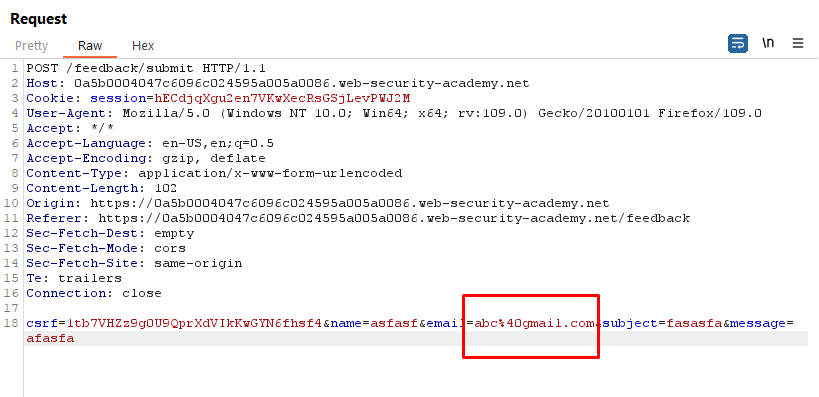 Request
Pretty Raw Hex
\n
1 POST /feedback/submit HTTP/1.1
2 Host: 0a5b0004047c6096c024595a005a0086.web-security-academy.net
3 Cookie: session=hECdjqXgu2en7VKwXecRsGSjLevPWJ2M
4 User-Agent: Mozilla/5.0 (Windows NT 10.0; Win64; x64; rv:109.0) Gecko/20100101 Firefox/109.0
5 Accept: */*
6 Accept-Language: en-US,en;q=0.5
7 Accept-Encoding: gzip, deflate
8 Content-Type: application/x-www-form-urlencoded
9 Content-Length: 102
10 Origin: https://0a5b0004047c6096c024595a005a0086.web-security-academy.net
11 Referer: https://0a5b0004047c6096c024595a005a0086.web-security-academy.net/feedback
12 Sec-Fetch-Dest: empty
13 Sec-Fetch-Mode: cors
14 Sec-Fetch-Site: same-origin
15 Te: trailers
16 Connection: close
17
18 csrf=1tb7VHZz9g0U9QprXdVIkKwGYN6fhsf4&name=asfasf&email=abc%40gmail.com&subject=fasasfa&message=
afasfa